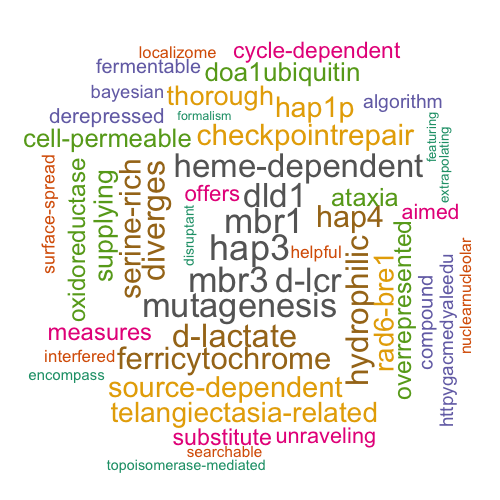 localizome
cycle-dependent
fermentable
doa1ubiquitin
bayesian
thorough
hap1p
algorithm
derepressed
formalism
cell-permeable
checkpointrepair
featuring
extrapolating
surface-spread
oxidoreductase
supplying
serine-rich
diverges
heme-dependent
offers
dld1
ataxia
mbr1
hap4
aimed
disruptant
hap3
helpful
hydrophilic
rad6-bre1
overrepresented
compound
httpygacmedyaleedu
nuclearnucleolar
mbr3
d-lcr
mutagenesis
measures
d-lactate
interfered
ferricytochrome
encompass
source-dependent
telangiectasia-related
substitute
unraveling
searchable
topoisomerase-mediated